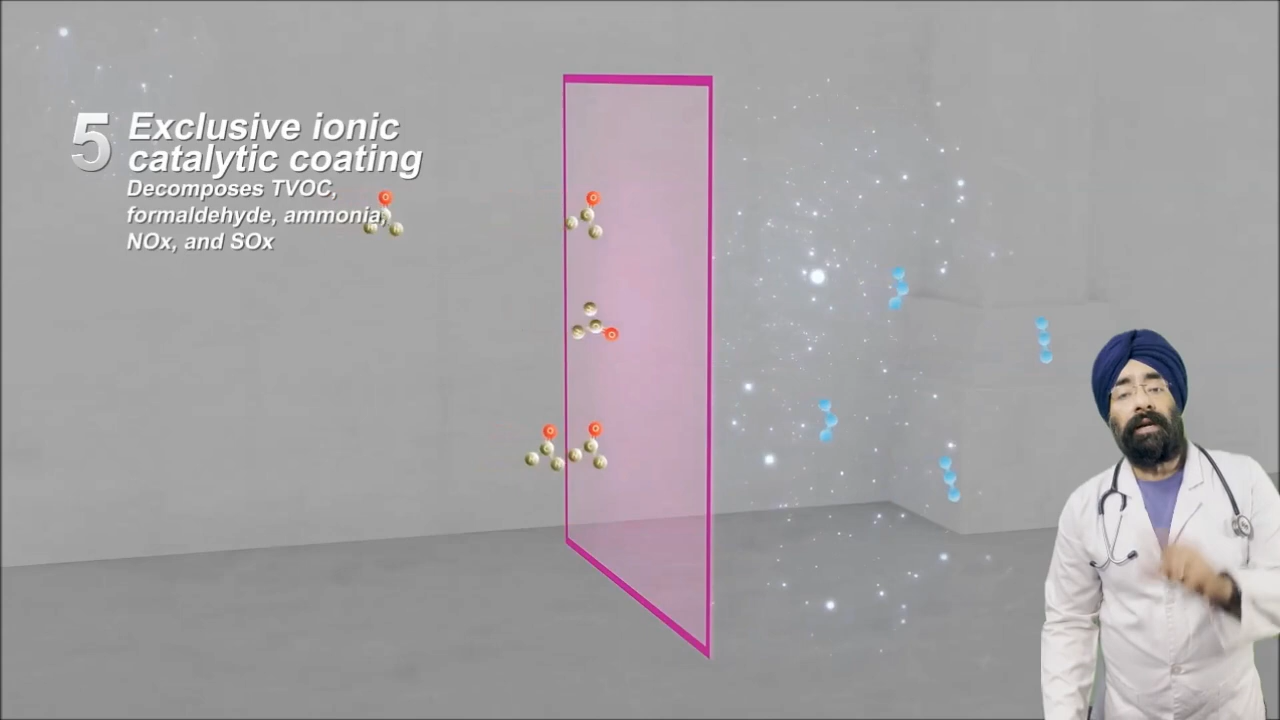 5 Exclusive ionic
catalytic coating
Decomposes TVOC,
formaldehyde, ammonia,
NOx, and SOx